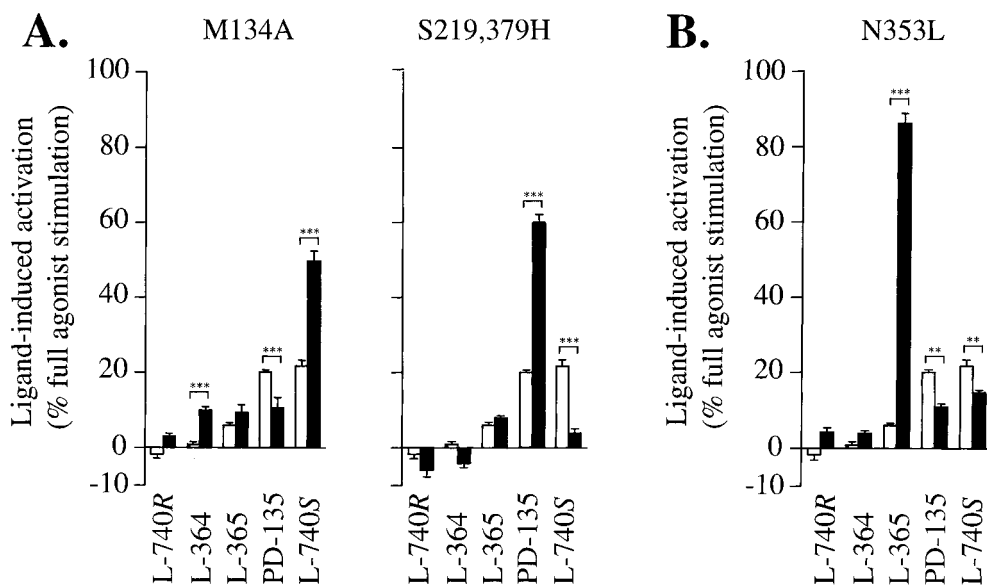 A.
M134A
S219,379H
B.
N353L
Ligand-induced activation
(% full agonist stimulation)
100
80
60
40
20
0
-10
***
***
***
L-740R
L-364
L-365
PD-135
L-740S
***
***
L-740R
L-364
L-365
PD-135
L-740S
Ligand-induced activation
(% full agonist stimulation)
100
80
60
40
20
0
-10
***
**
**
L-740R
L-364
L-365
PD-135
L-740S